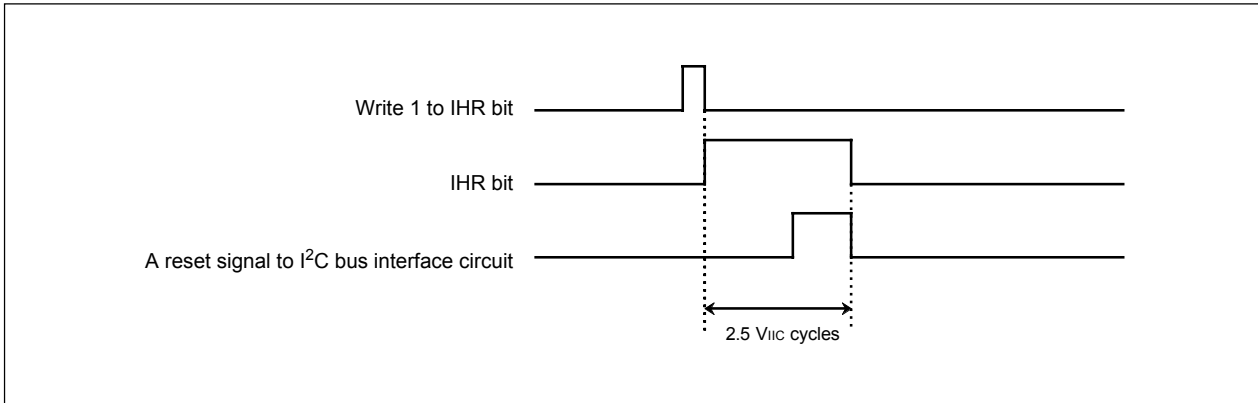 Write 1 to IHR bit
IHR bit
A reset signal to I²C bus interface circuit
2.5 VIIC cycles